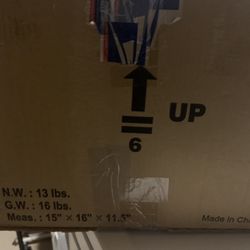 UP
6
N.W. : 13 lbs.
G.W. : 16 lbs.
Meas. : 15" × 16" × 11.5"
Made in Ch